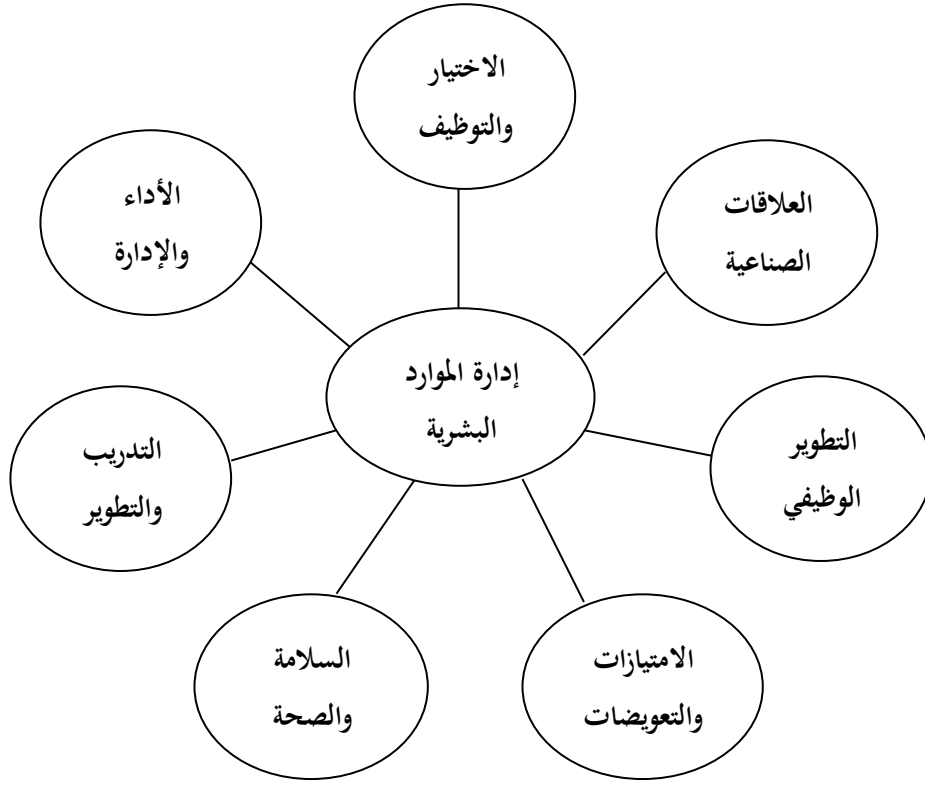 الاختيار
والتوظيف
العلاقات
الصناعية
الأداء
والإدارة
إدارة الموارد
البشرية
التطوير
الوظيفي
التدريب
والتطوير
الامتيازات
والتعويضات
السلامة
والصحة